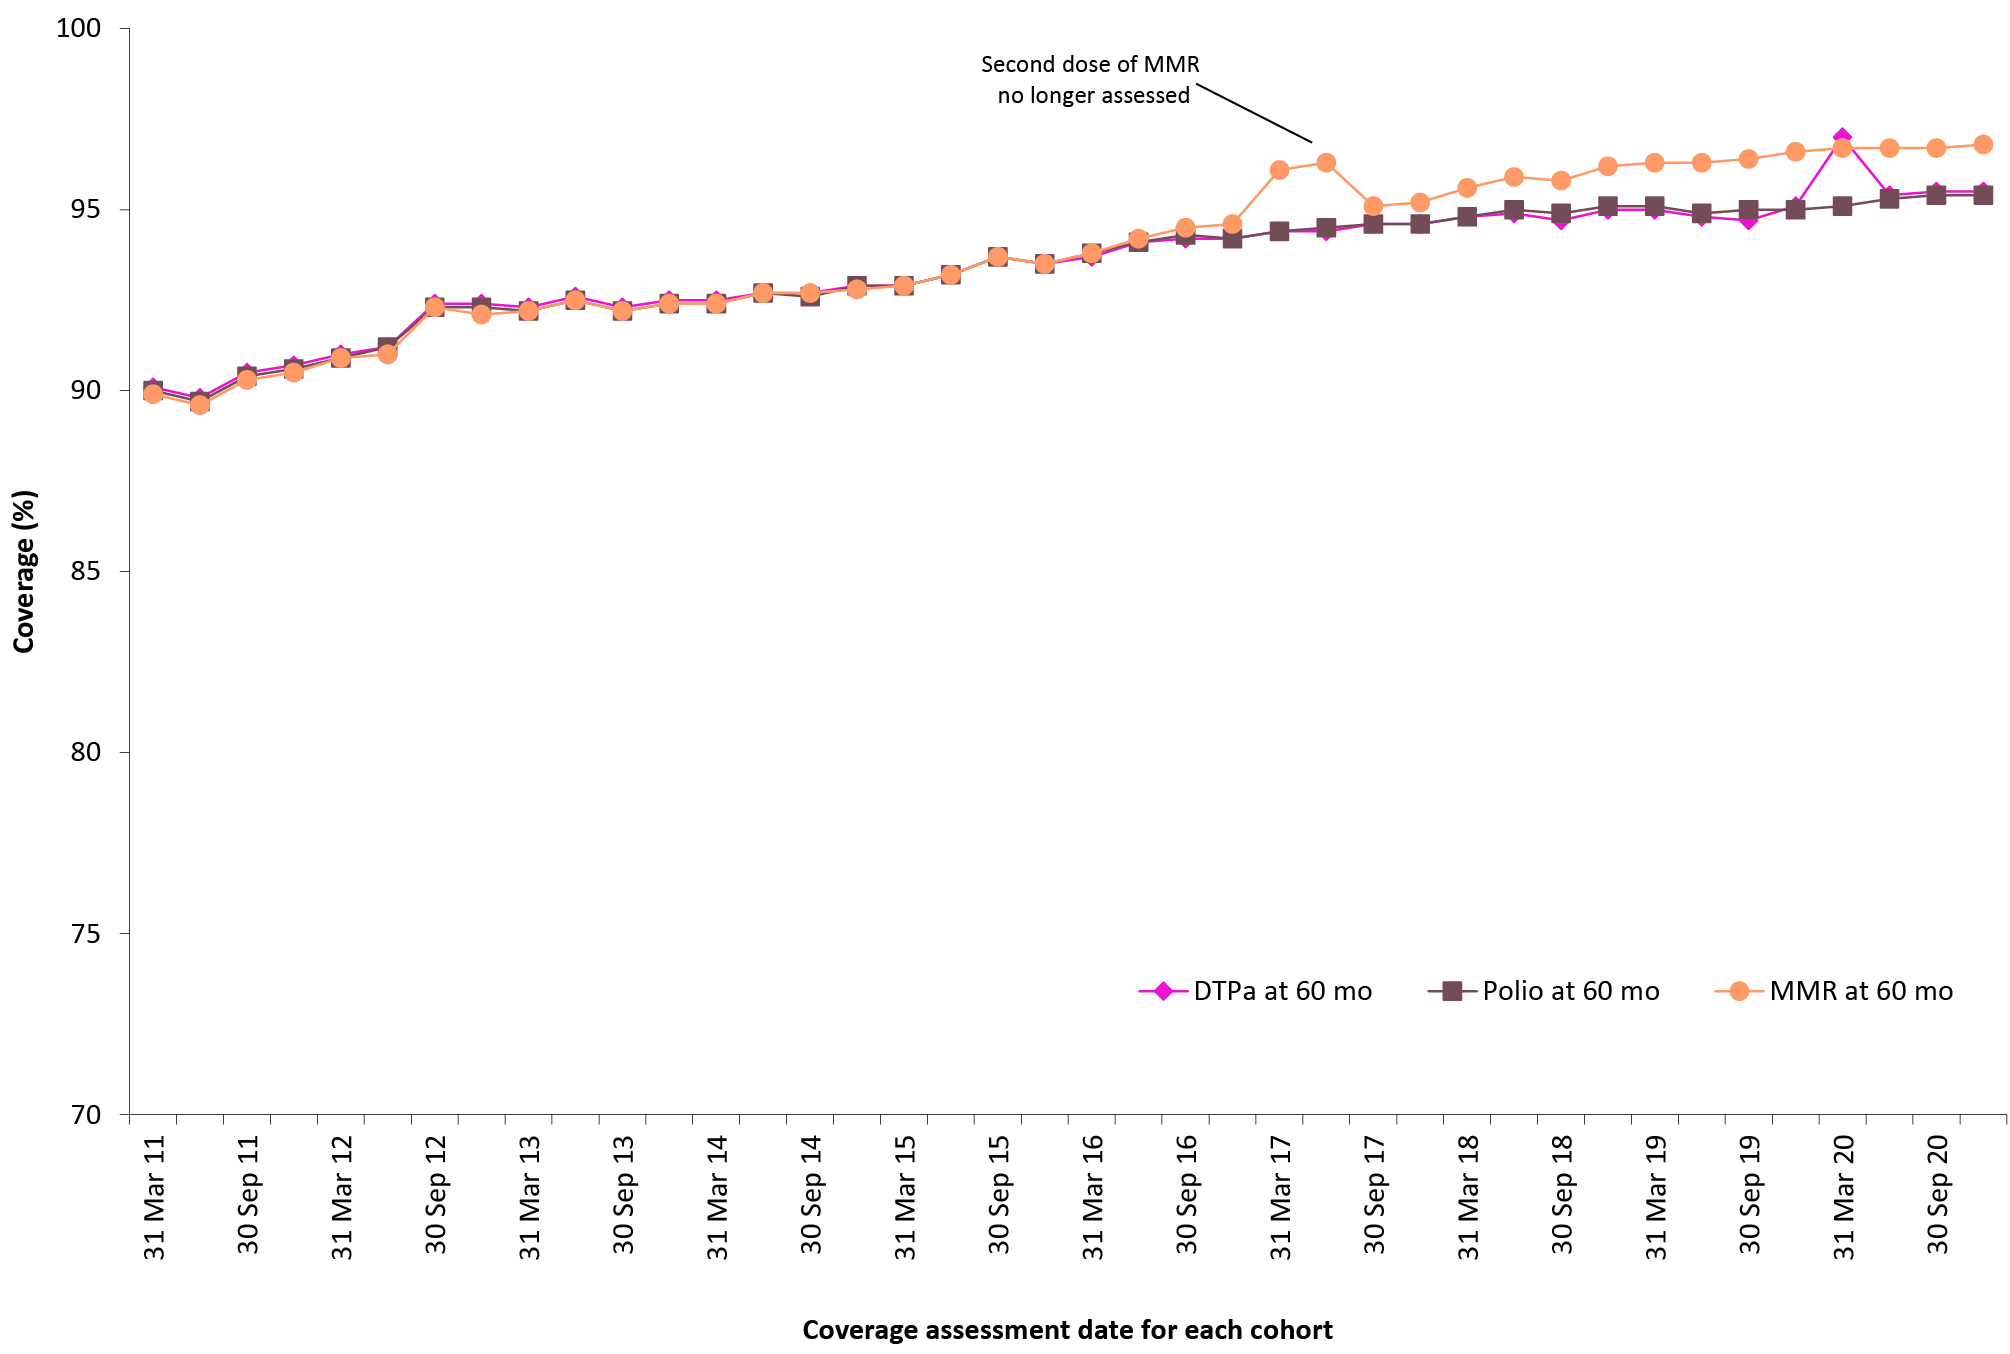 100
Second dose of MMR
no longer assessed
95
90
85
80
75
70
Coverage (%)
DTPa at 60 mo
Polio at 60 mo
MMR at 60 mo
31 Mar 11
30 Sep 11
31 Mar 12
30 Sep 12
31 Mar 13
30 Sep 13
31 Mar 14
30 Sep 14
31 Mar 15
30 Sep 15
31 Mar 16
30 Sep 16
31 Mar 17
30 Sep 17
31 Mar 18
30 Sep 18
31 Mar 19
30 Sep 19
31 Mar 20
30 Sep 20
Coverage assessment date for each cohort